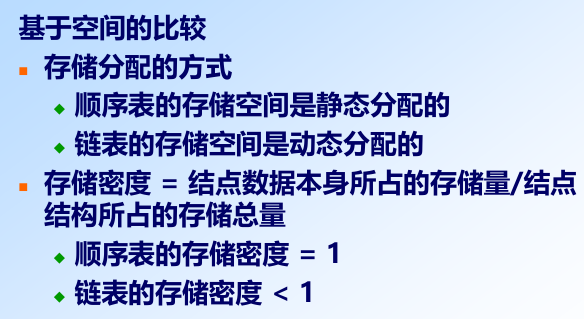 基于空间的比较
存储分配的方式
顺序表的存储空间是静态分配的
链表的存储空间是动态分配的
存储密度 = 结点数据本身所占的存储量/结点
结构所占的存储总量
顺序表的存储密度 = 1
链表的存储密度 < 1